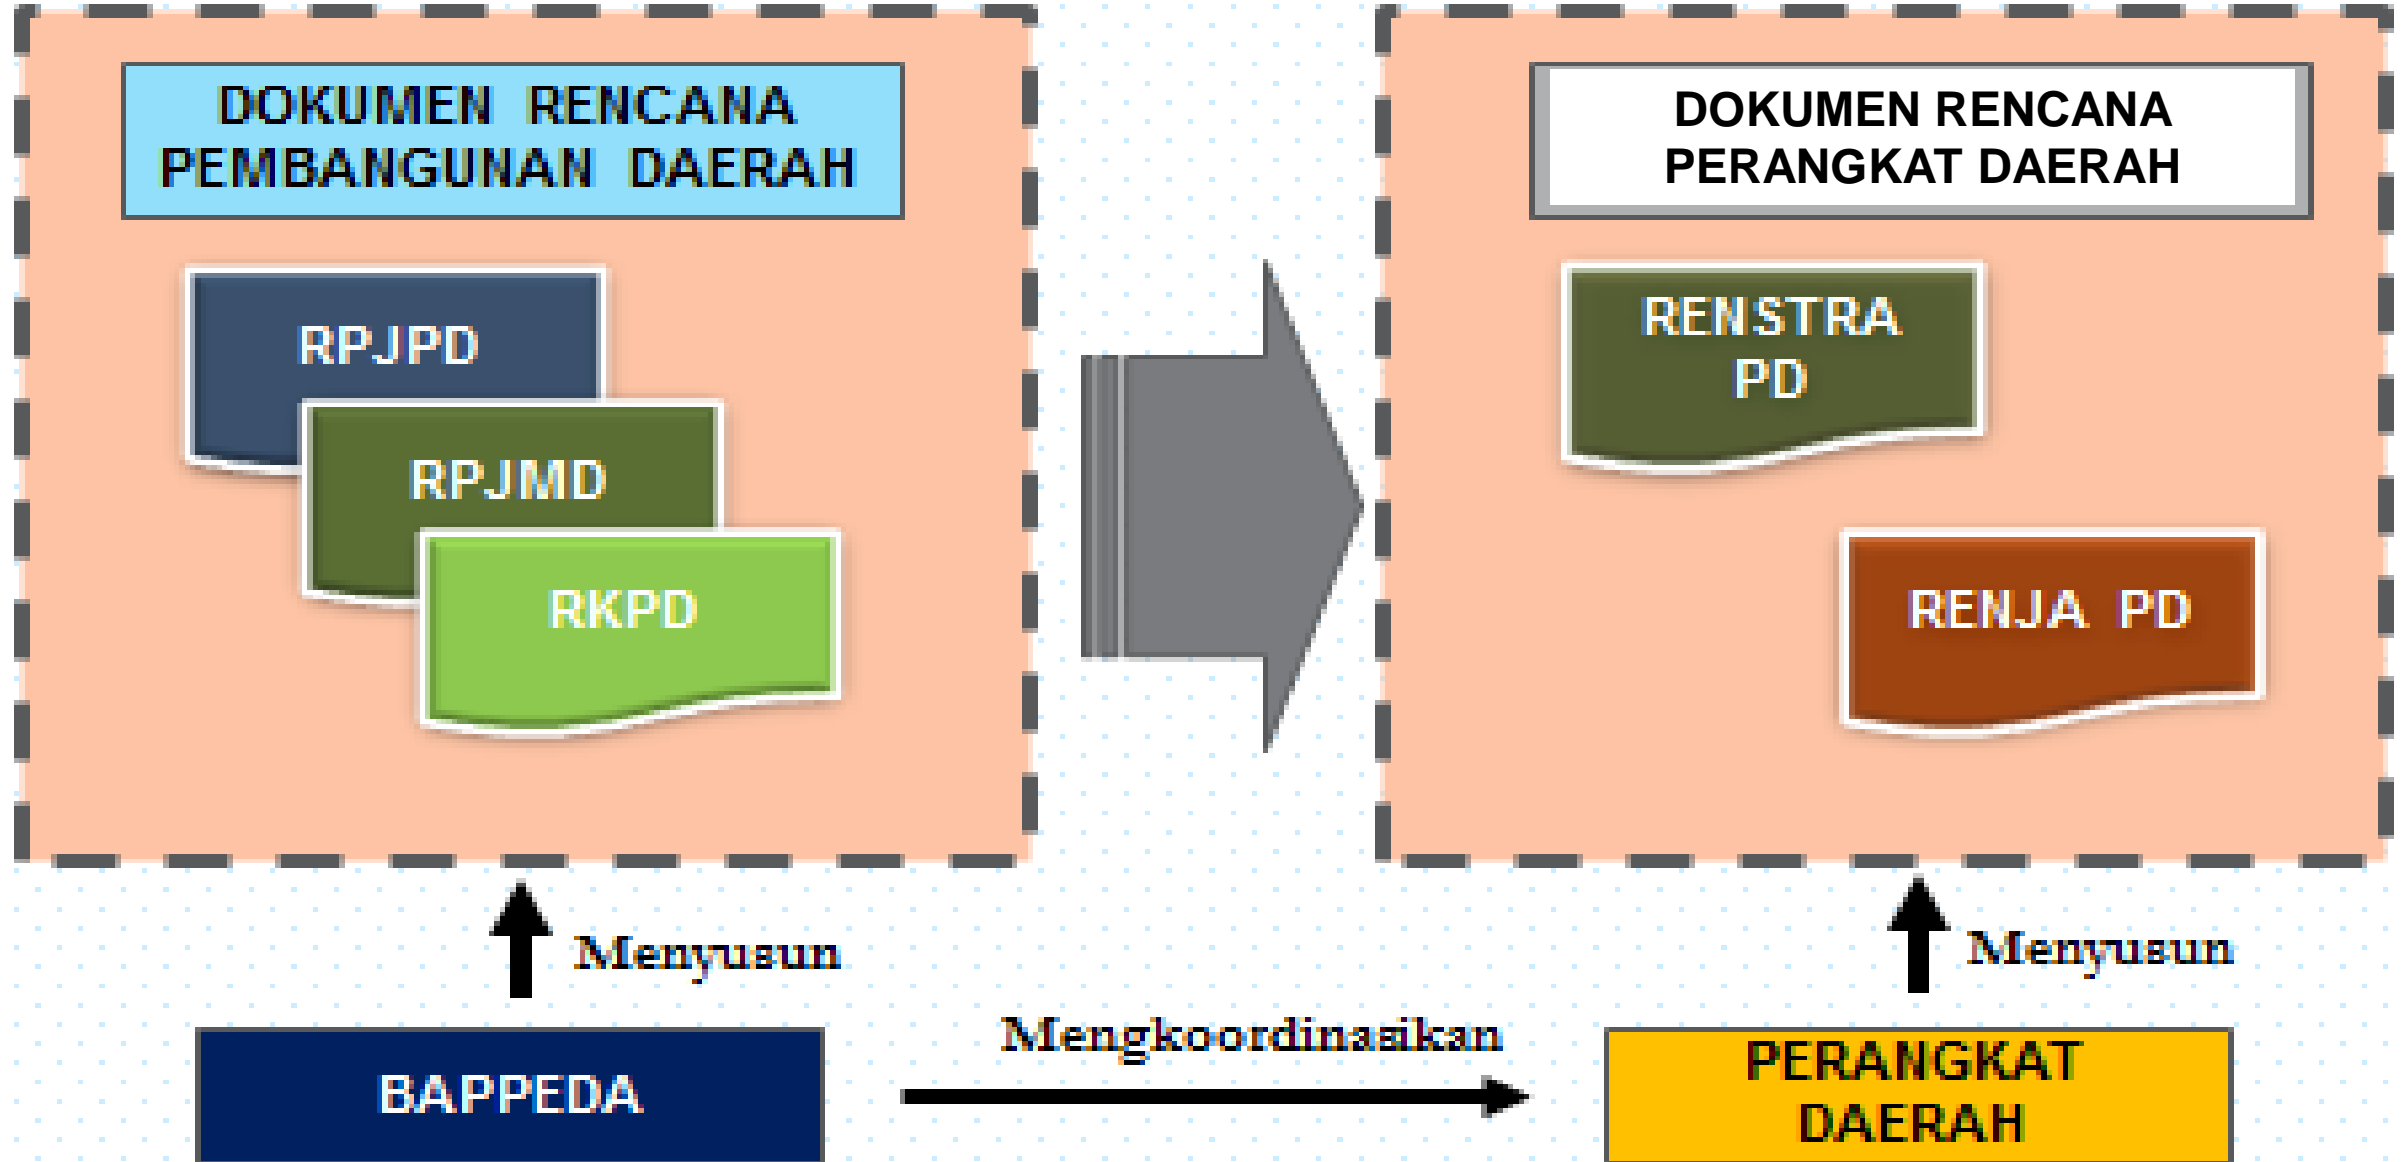 DOKUMEN RENCANA
PEMBANGUNAN DAERAH
RPJPD
RPJMD
RKPD
DOKUMEN RENCANA
PERANGKAT DAERAH
RENSTRA
PD
RENJA PD
Menyusun
Menyusun
BAPPEDA
Mengkoordinasikan
PERANGKAT
DAERAH